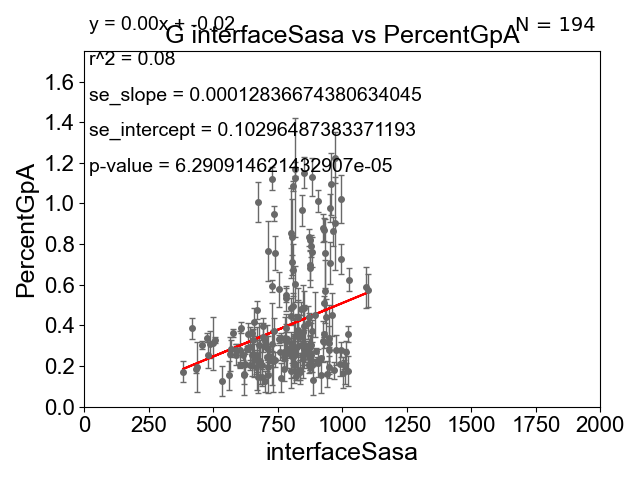 y = 0.00x + -0.02
N = 194
G interfaceSasa vs PercentGpA
r^2 = 0.08
se_slope = 0.00012836674380634045
se_intercept = 0.10296487383371193
p-value = 6.290914621432907e-05
PercentGpA
1.6
1.4
1.2
1.0
0.8
0.6
0.4
0.2
0.0
0 250 500 750 1000 1250 1500 1750 2000
interfaceSasa